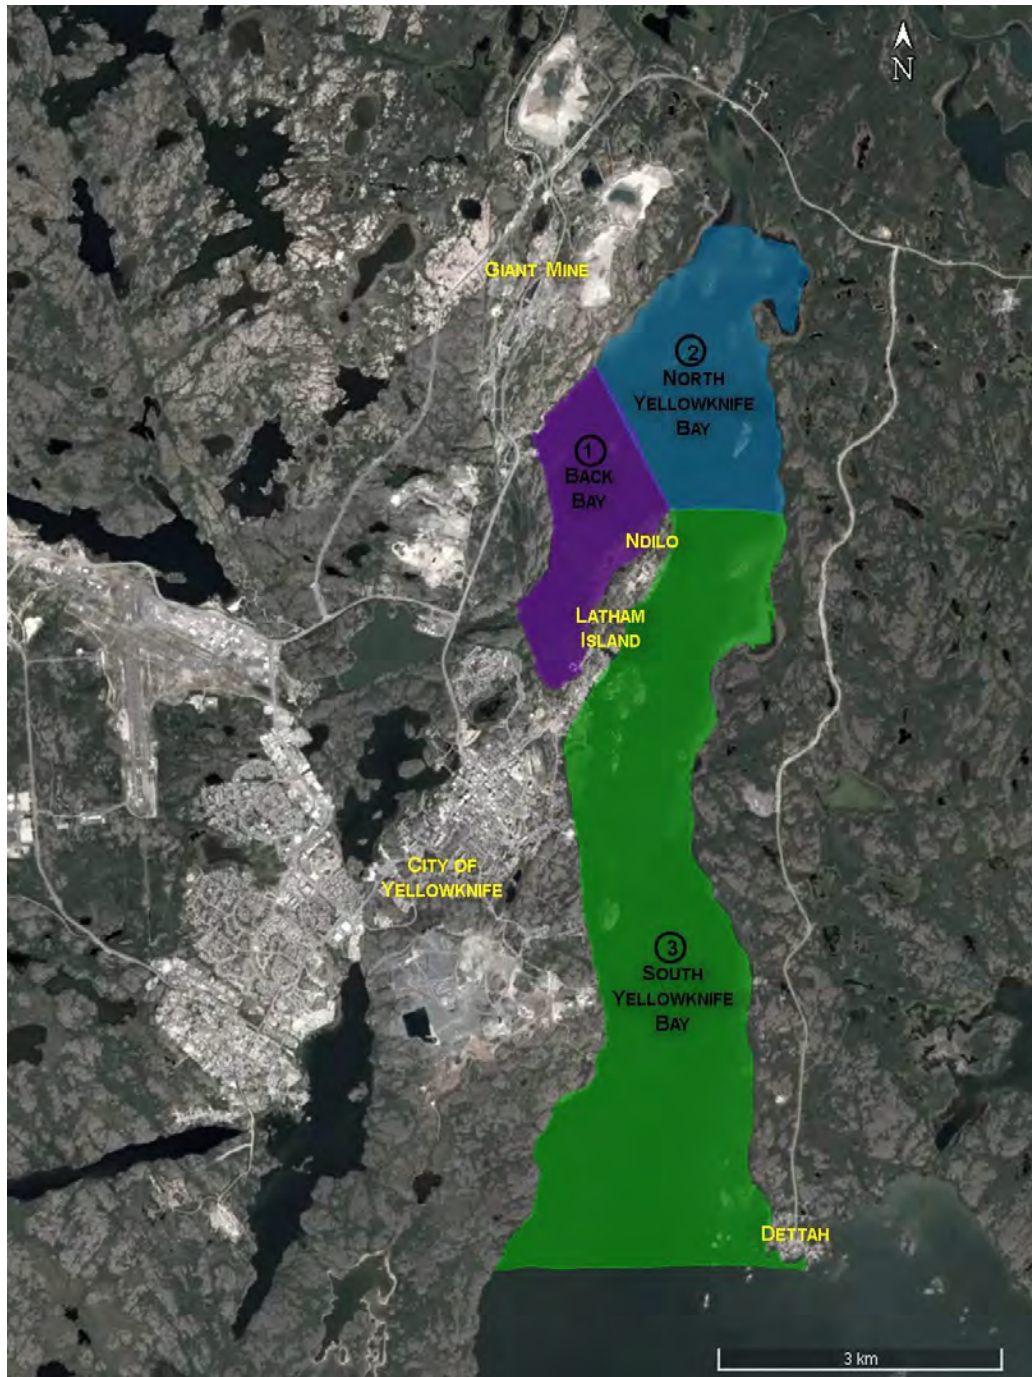 N
GIANT MINE
2
NORTH
YELLOWKNIFE
BAY
1
BACK
BAY
NDILO
LATHAM
ISLAND
CITY OF
YELLOWKNIFE
3
SOUTH
YELLOWKNIFE
BAY
DETTAH
3 km